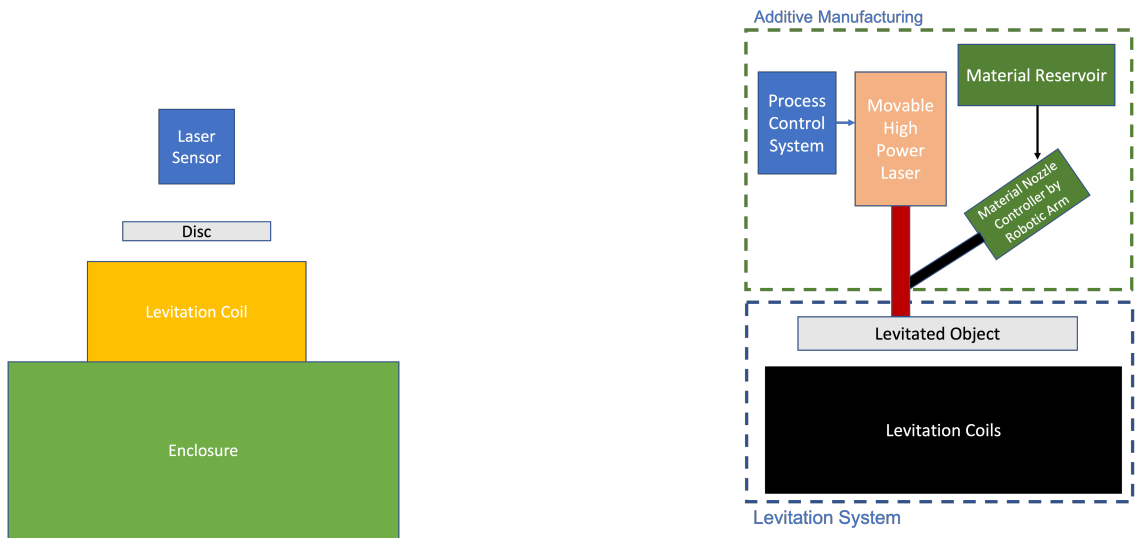 Laser
Sensor
Disc
Levitation Coil
Enclosure
Additive Manufacturing
Process
Control
System
Movable
High
Power
Laser
Material Reservoir
Material Nozzle
Controller by
Robotic Arm
Levitated Object
Levitation Coils
Levitation System